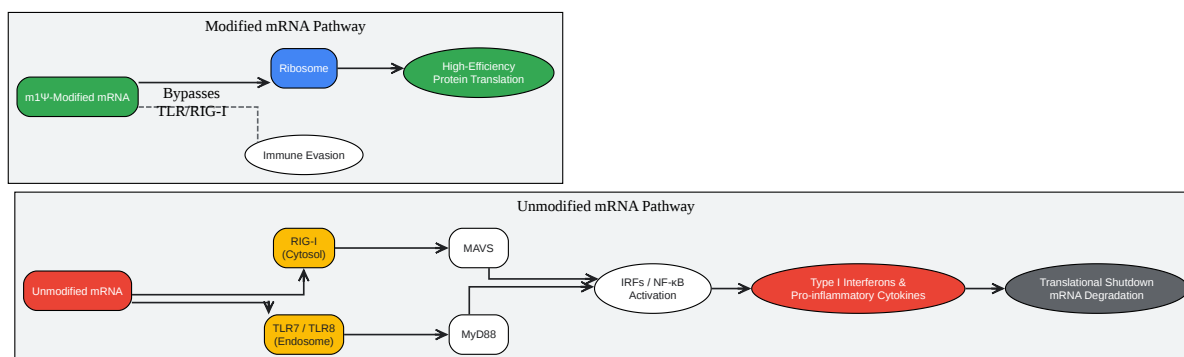 Modified mRNA Pathway
m1Ψ-Modified mRNA
Bypasses
TLR/RIG-I
Ribosome
High-Efficiency
Protein Translation
Immune Evasion
Unmodified mRNA Pathway
Unmodified mRNA
RIG-I
(Cytosol)
TLR7 / TLR8
(Endosome)
MAVS
MyD88
IRFs / NF-κB
Activation
Type I Interferons &
Pro-inflammatory Cytokines
Translational Shutdown
mRNA Degradation